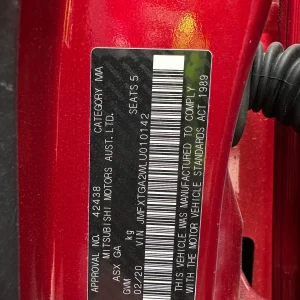 APPROVAL NO. 42438 CATEGORY MA
MITSUBISHI MOTORS AUST. LTD.
ASX GA SEATS 5
GVM kg
02/20 VIN JMFXTGA2WLU010142
THIS VEHICLE WAS MANUFACTURED
TO COMPLY WITH THE MOTOR VEHICLE
STANDARDS ACT 1989